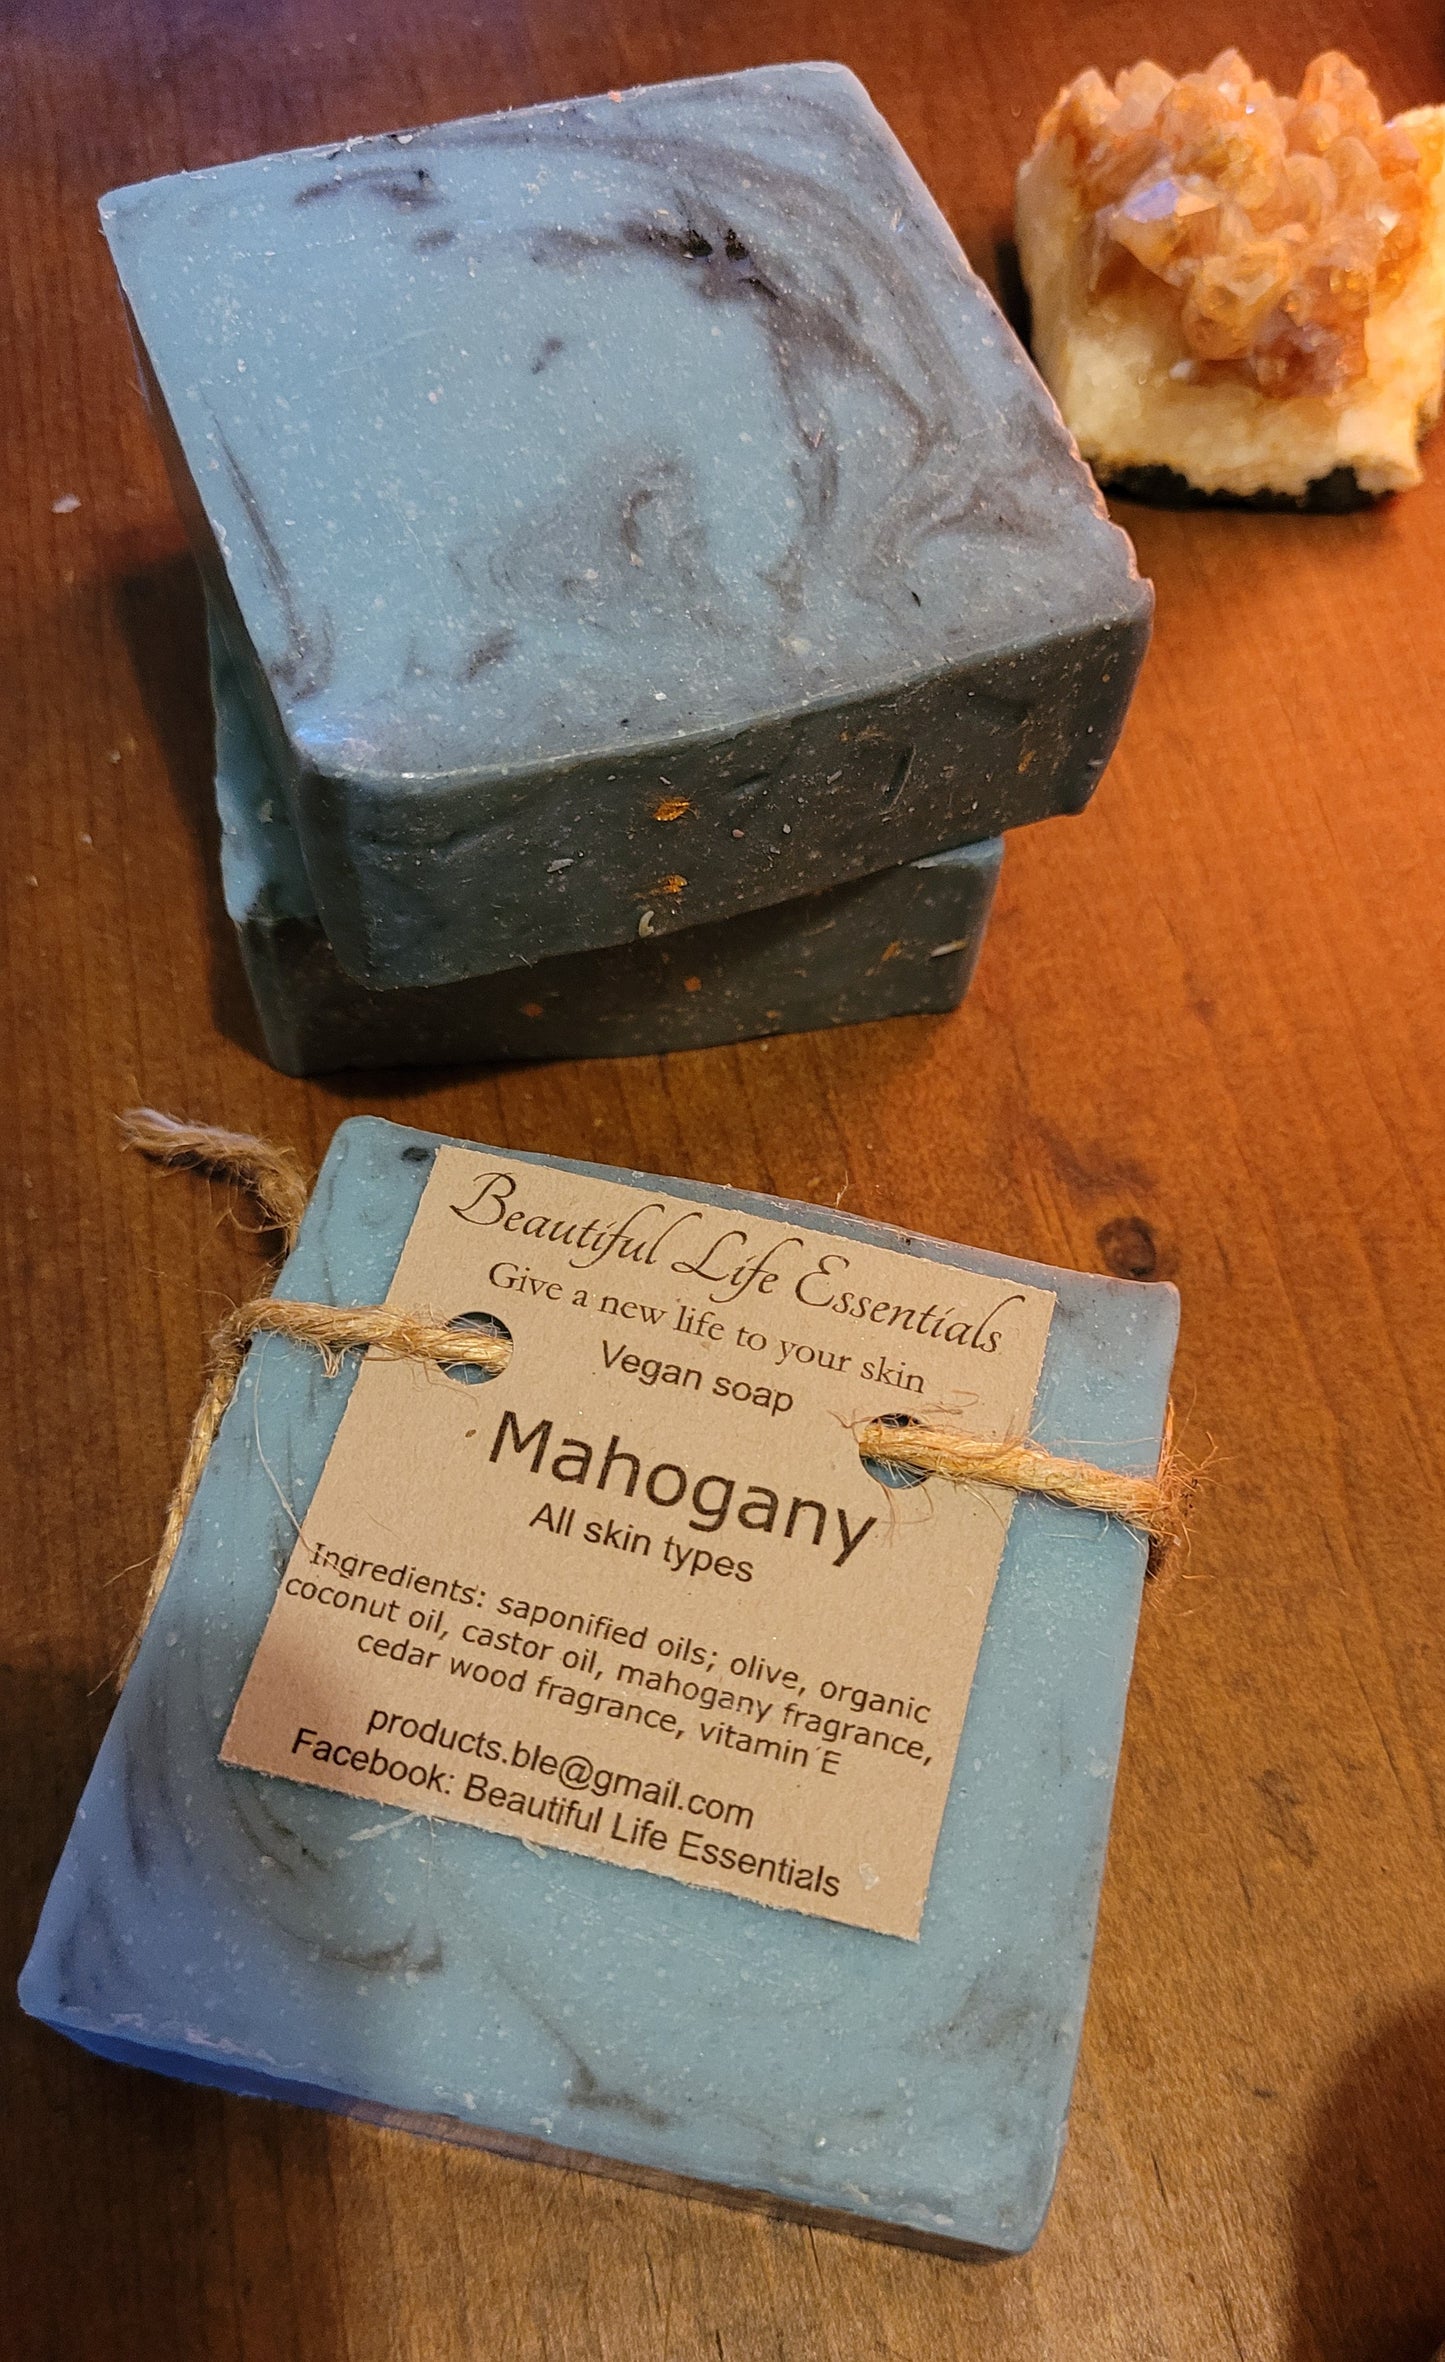 Beautiful Life Essentials
Give a new life to your skin
Vegan soap
Mahogany
All skin types
Ingredients: saponified oils; olive, organic
coconut oil, castor oil, mahogany fragrance,
cedar wood fragrance, vitamin E
products.ble@gmail.com
Facebook: Beautiful Life Essentials